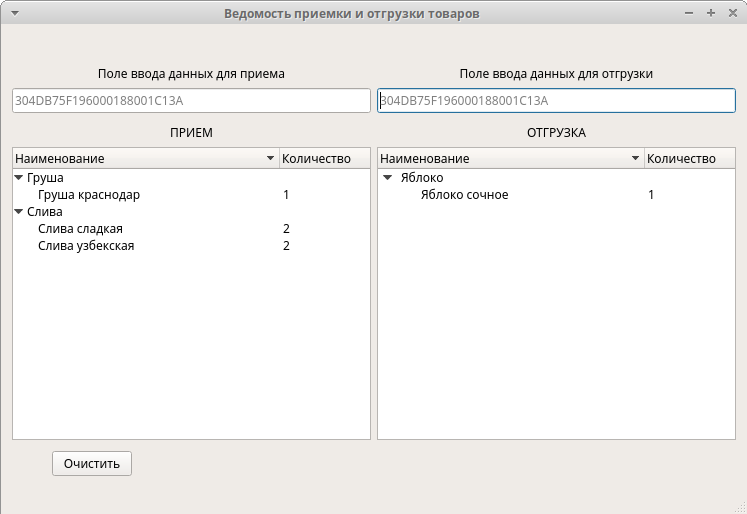 Ведомость приемки и отгрузки товаров
Поле ввода данных для приема
Поле ввода данных для отгрузки
304DB75F196000188001C13A
304DB75F196000188001C13A
ПРИЕМ
ОТГРУЗКА
Наименование Количество
Груша
Груша краснодар 1
Слива
Слива сладкая 2
Слива узбекская 2
Наименование Количество
Яблоко
Яблоко сочное 1
Очистить